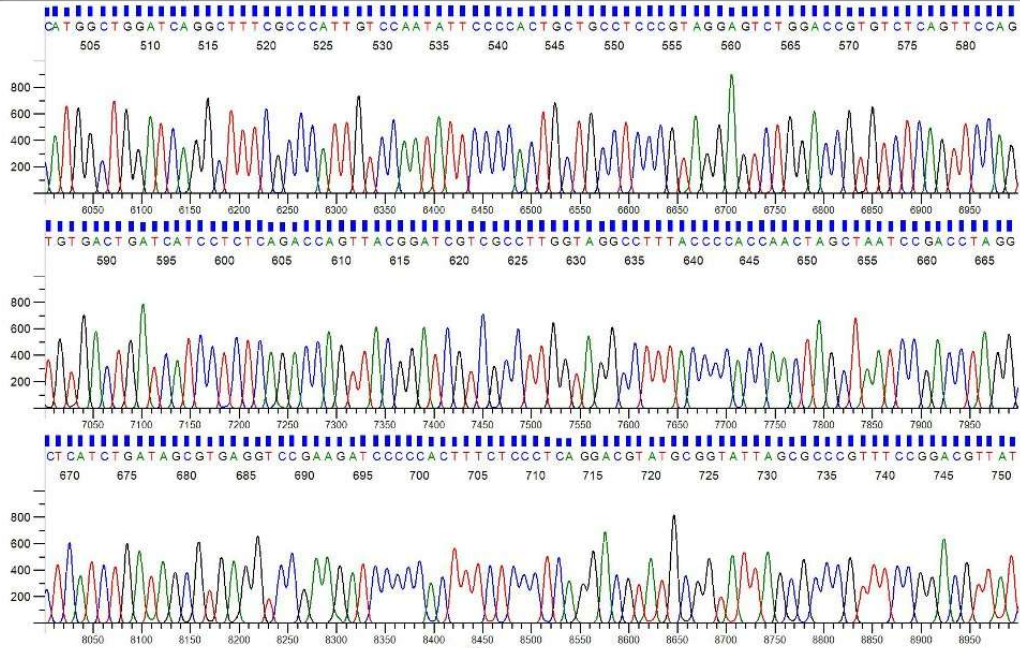 CATGGCTGGATCAGGCTTTCGCCCATTGTCCAATATTCCCCACTGCTGCCTCCCGTAGGAGTCTGGACCGTGTCTCAGTTCCAG
505 510 515 520 525 530 535 540 545 550 555 560 565 570 575 580
800
600
400
200
6050 6100 6150 6200 6250 6300 6350 6400 6450 6500 6550 6600 6650 6700 6750 6800 6850 6900 6950
TGTGACTGATCATCCTCTCAGACCAGTTACGGATCGTCGCCTTGGTAGGCCTTTACCCCACCAACTAGCTAATCCGACCTAGG
590 595 600 605 610 615 620 625 630 635 640 645 650 655 660 665
800
600
400
200
7050 7100 7150 7200 7250 7300 7350 7400 7450 7500 7550 7600 7650 7700 7750 7800 7850 7900 7950
CTCATCTGATAGCGTGAGGTCCGAAGATCCCCCACTTTCTCCCTCAGGACGTATGCGGTATTAGCGCCCGTTTCCGGACGTTAT
670 675 680 685 690 695 700 705 710 715 720 725 730 735 740 745 750
800
600
400
200
8050 8100 8150 8200 8250 8300 8350 8400 8450 8500 8550 8600 8650 8700 8750 8800 8850 8900 8950